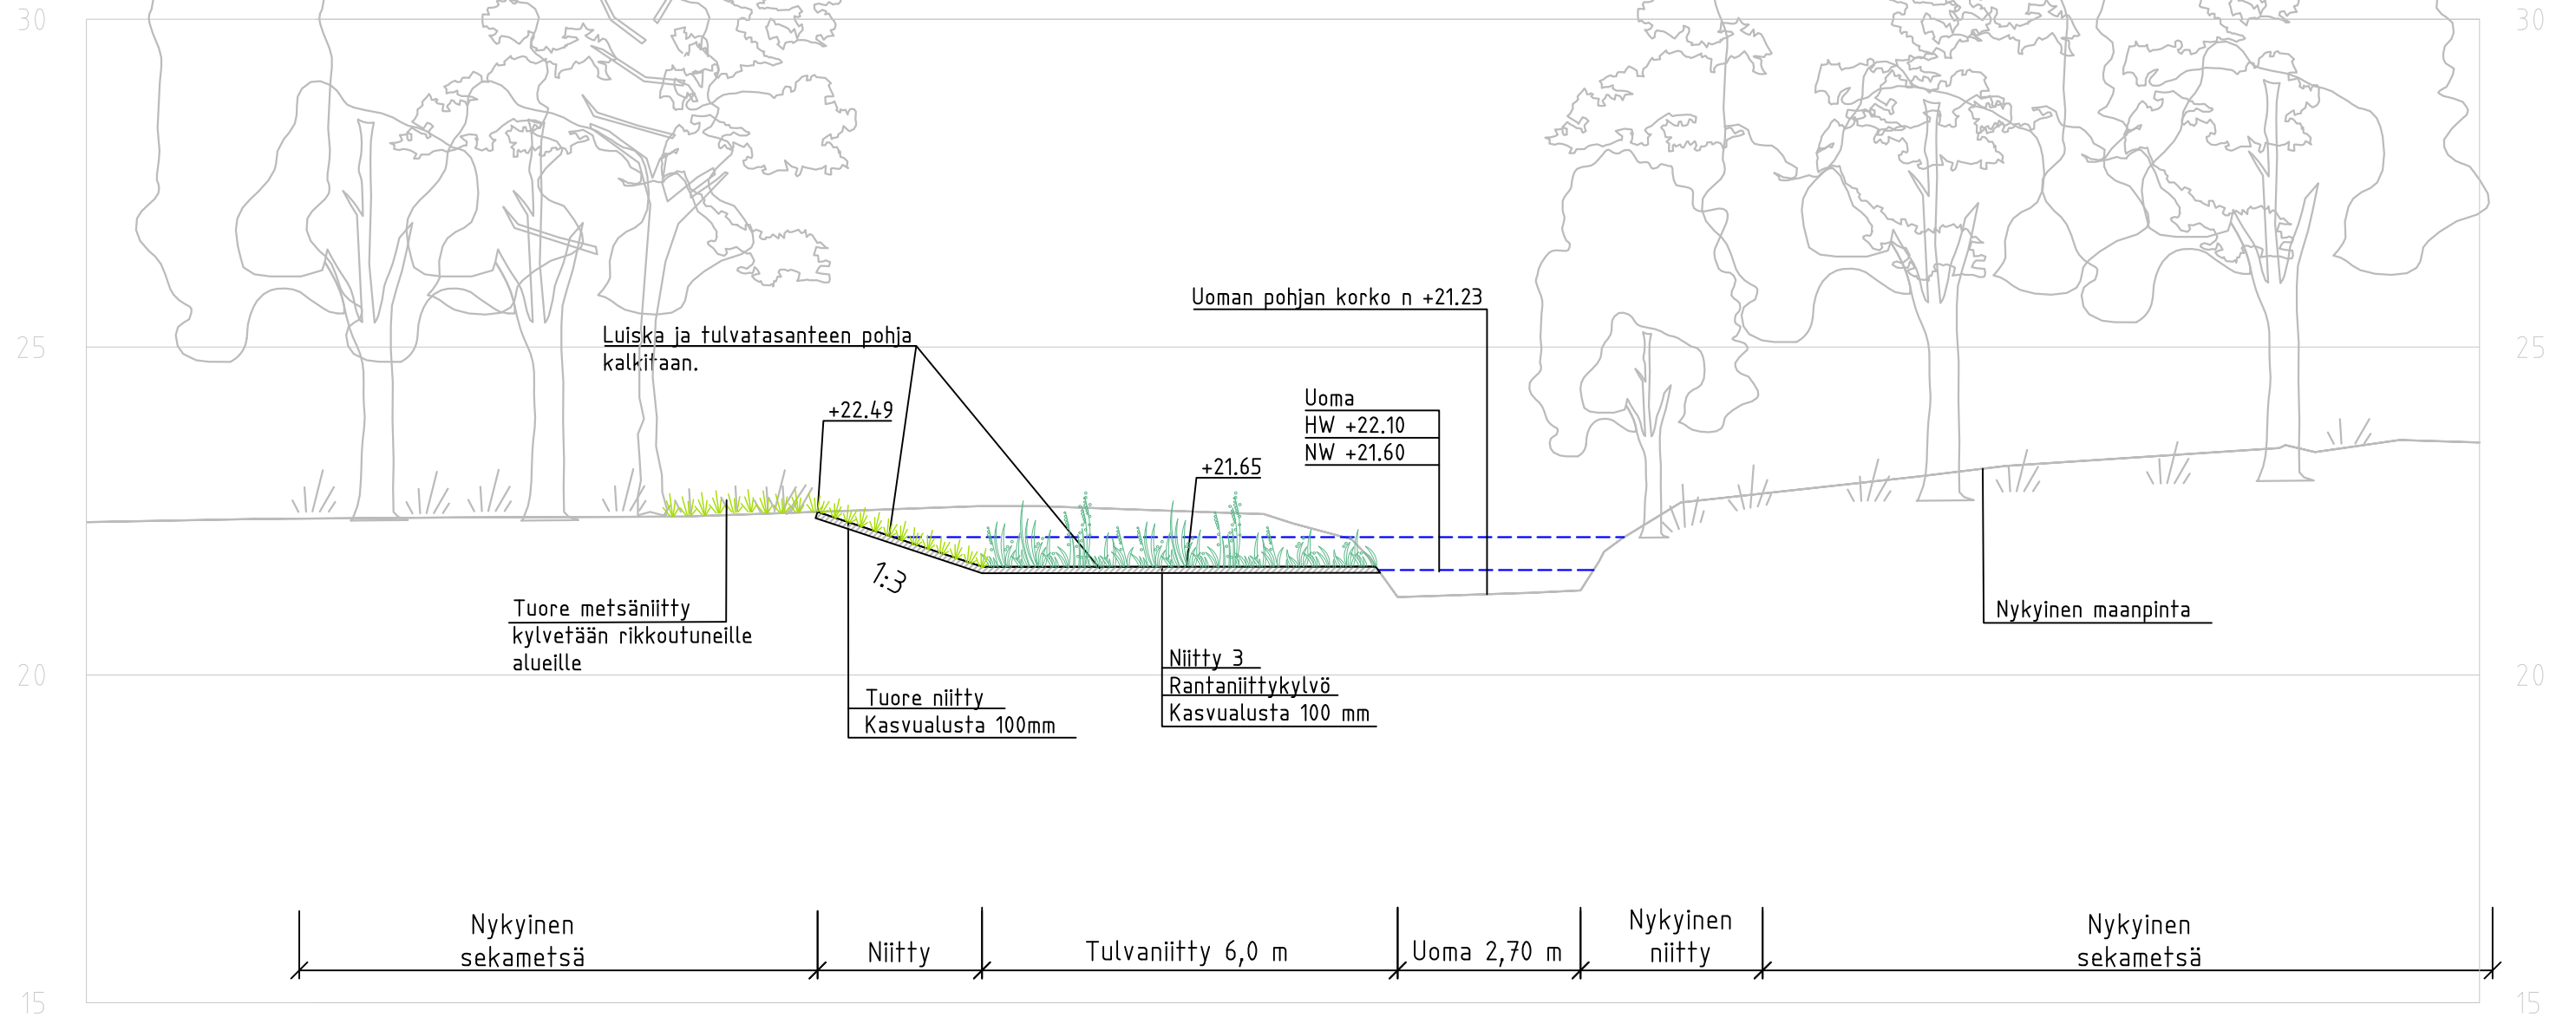 30
30
Uoman pohjan korko n +21.23
Luiska ja tulvatasanteen pohja
kalkitaan.
25
25
Uoma
HW +22.10
NW +21.60
+22.49
+21.65
1:3
Tuore metsäniitty
kylvetään rikkoutuneille
alueille
Nykyinen maanpinta
Niitty 3
Rantaniittykylvö
Kasvualusta 100 mm
20
20
Tuore niitty
Kasvualusta 100mm
Nykyinen
sekametsä
Niitty
Tulvaniitty 6,0 m
Uoma 2,70 m
Nykyinen
niitty
Nykyinen
sekametsä
15
15